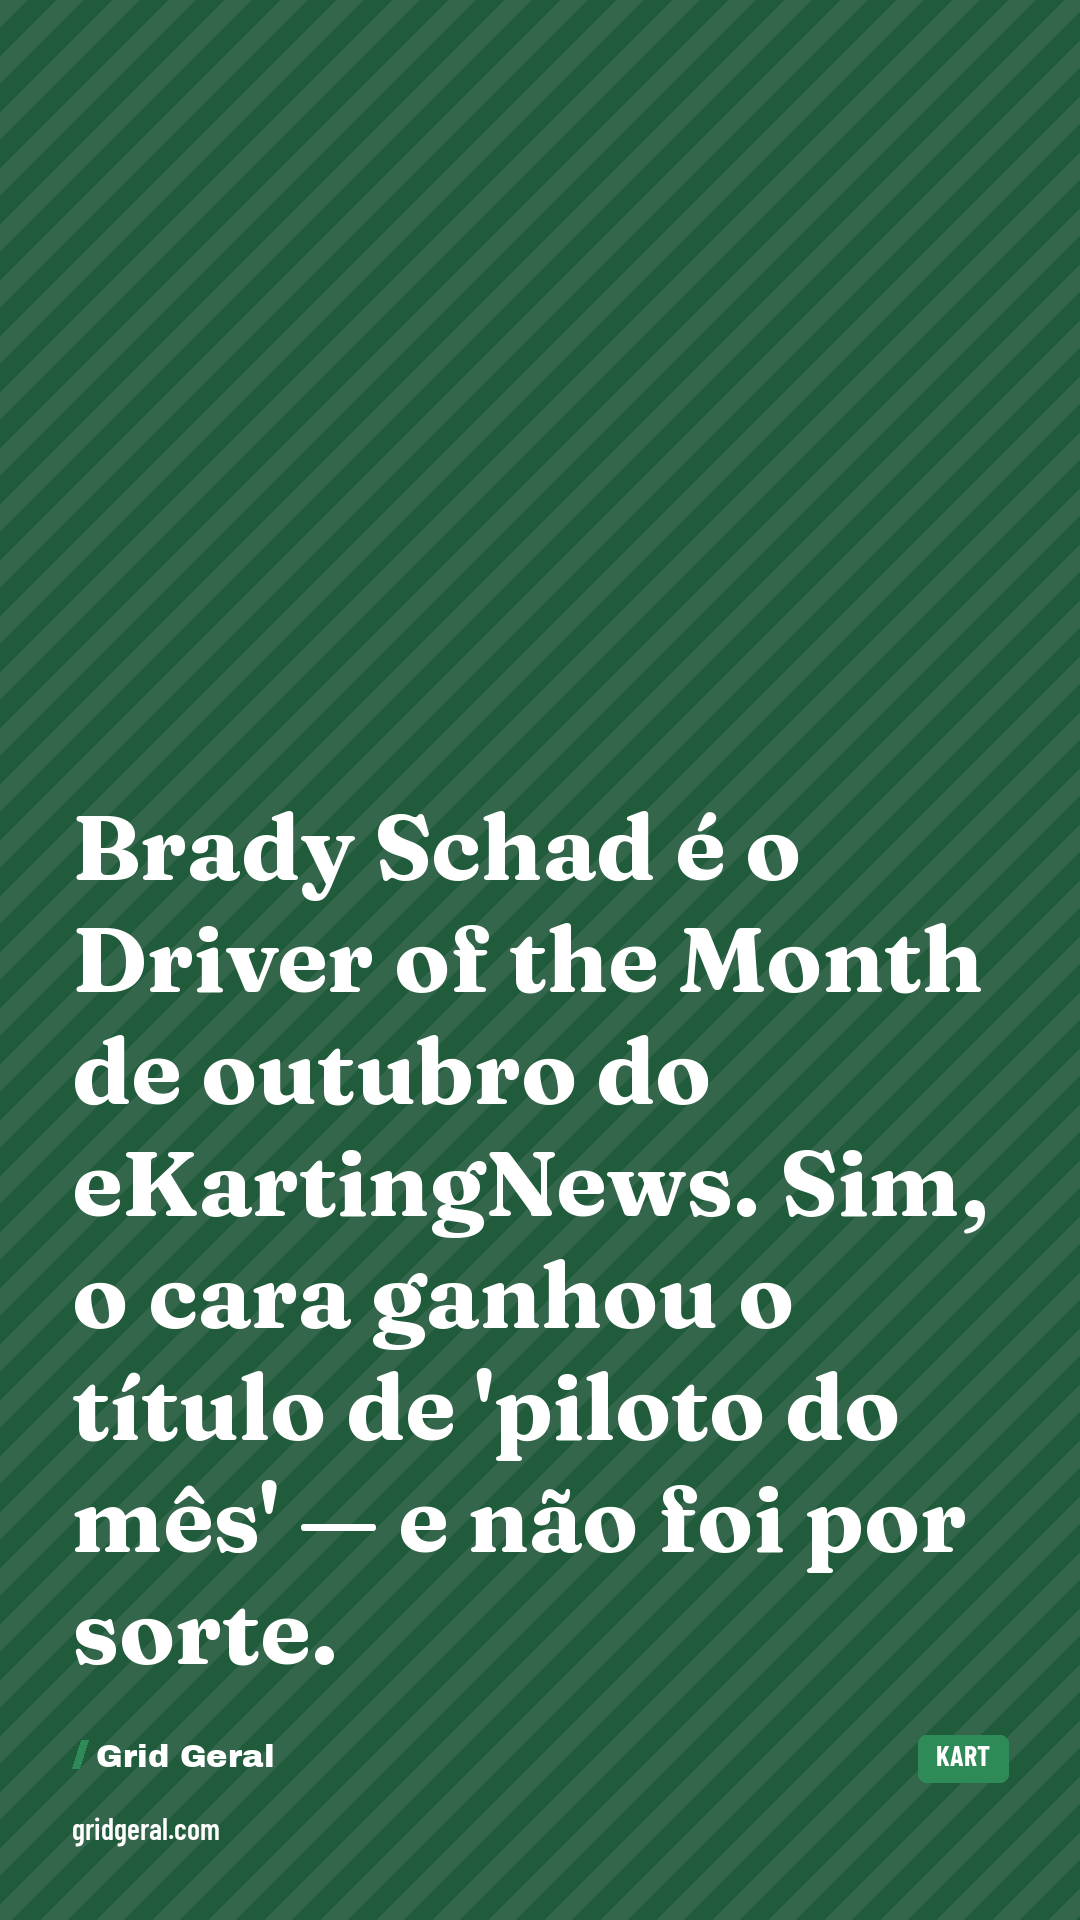 Brady Schad é o
Driver of the Month
de outubro do
eKartingNews. Sim,
o cara ganhou o
título de 'piloto do
mês' — e não foi por
sorte.
Grid Geral
KART
gridgeral.com